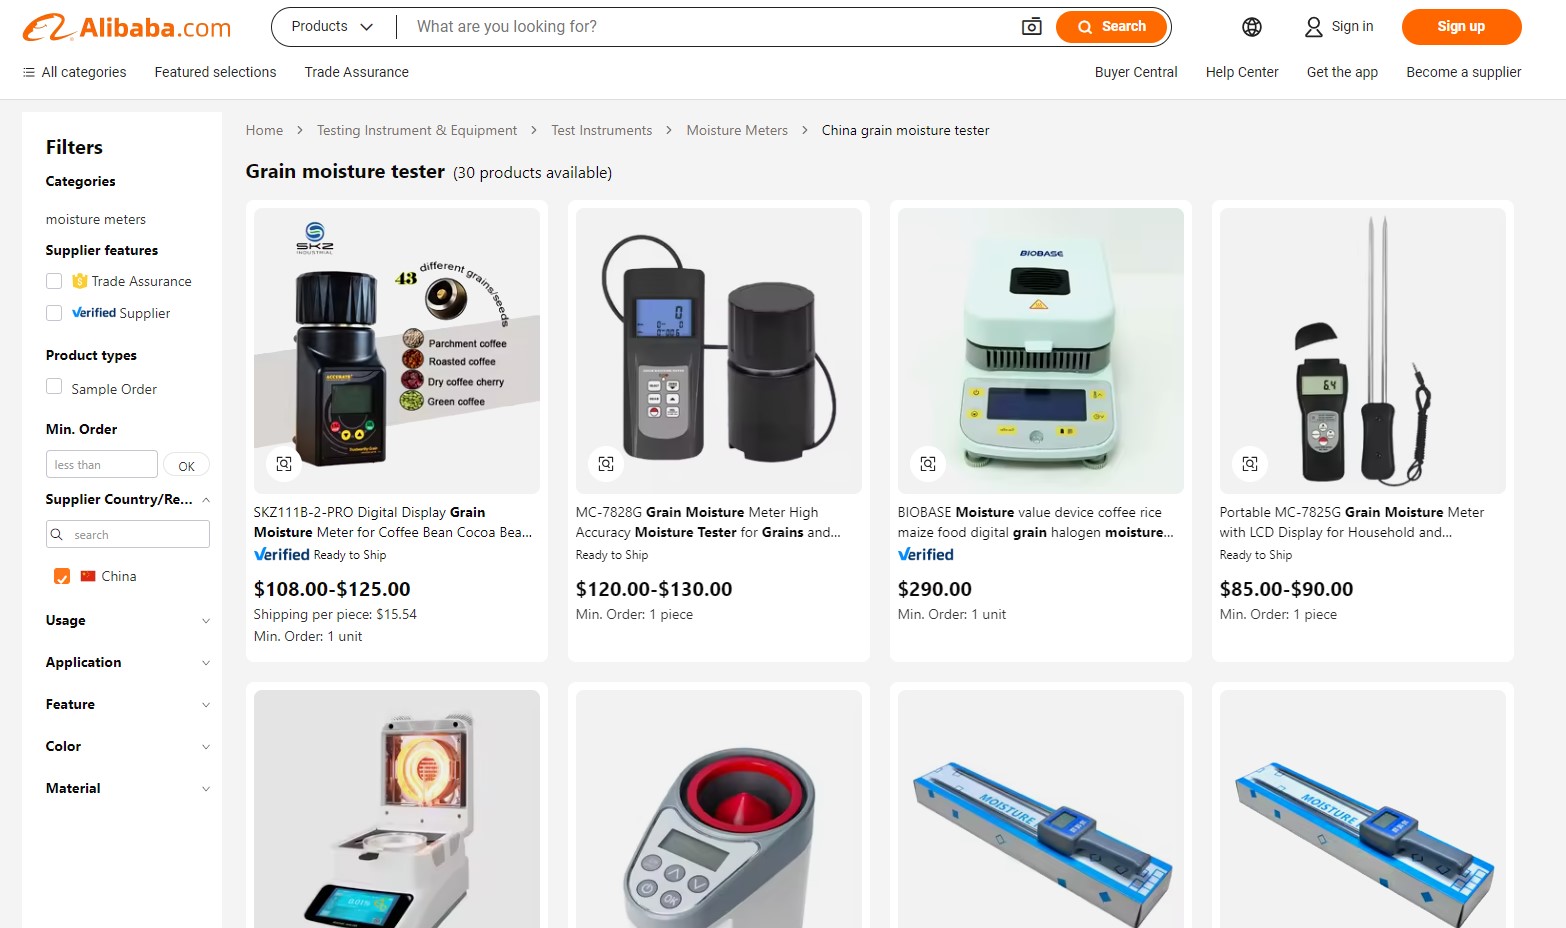 Alibaba.com
Products
What are you looking for?
Search
Sign in
Sign up
All categories
Featured selections
Trade Assurance
Buyer Central
Help Center
Get the app
Become a supplier
Home
Testing Instrument & Equipment
Test Instruments
Moisture Meters
China grain moisture tester
Filters
Categories
moisture meters
Supplier features
Trade Assurance
Verified Supplier
Product types
Sample Order
Min. Order
less than
OK
Supplier Country/Re...
search
China
Usage
Application
Feature
Color
Material
Grain moisture tester (30 products available)
SKZ
INDUSTRIAL
43 different grains/seeds
Parchment coffee
Roasted coffee
Dry coffee cherry
Green coffee
SKZ111B-2-PRO Digital Display Grain
Moisture Meter for Coffee Bean Cocoa Bea...
Verified Ready to Ship
$108.00-$125.00
Shipping per piece: $15.54
Min. Order: 1 unit
MC-7828G Grain Moisture Meter High
Accuracy Moisture Tester for Grains and...
Ready to Ship
$120.00-$130.00
Min. Order: 1 piece
BIOBASE
BIOBASE Moisture value device coffee rice
maize food digital grain halogen moisture...
Verified
$290.00
Min. Order: 1 unit
6.4
Portable MC-7825G Grain Moisture Meter
with LCD Display for Household and...
Ready to Ship
$85.00-$90.00
Min. Order: 1 piece
OK
MOISTURE
MOISTURE